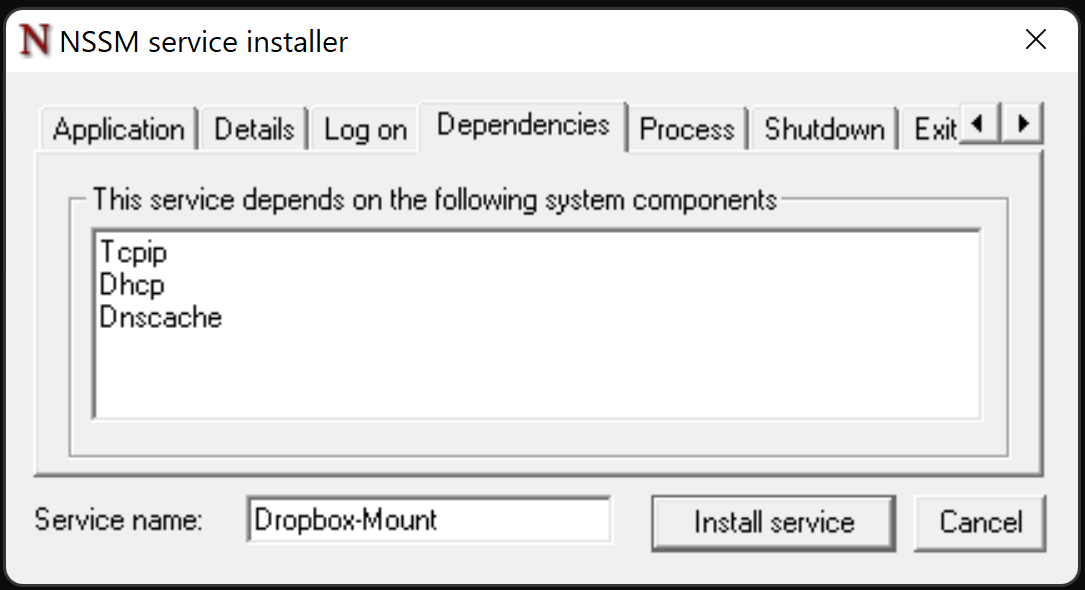 N NSSM service installer
Application Details Log on Dependencies Process Shutdown Exit
This service depends on the following system components
Tcpip
Dhcp
Dnscache
Service name: Dropbox-Mount Install service Cancel